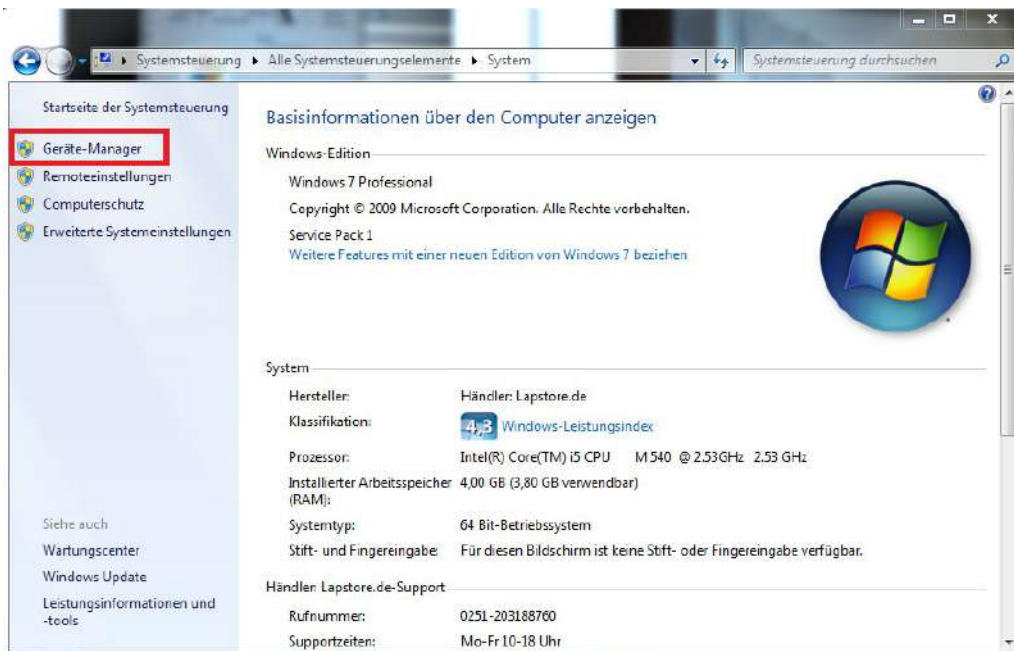 Systemsteuerung Alle Systemsteuerungselemente System
Systemsteuerung durchsuchen
Startseite der Systemsteuerung
Geräte-Manager
Remoteeinstellungen
Computerschutz
Erweiterte Systemeinstellungen
Siehe auch
Wartungscenter
Windows Update
Leistungsinformationen und
-tools
Basisinformationen über den Computer anzeigen
Windows-Edition
Windows 7 Professional
Copyright © 2009 Microsoft Corporation. Alle Rechte vorbehalten.
Service Pack 1
Weitere Features mit einer neuen Edition von Windows 7 beziehen
System
Hersteller: Händler: Lapstore.de
Klassifikation: 4,3 Windows-Leistungsindex
Prozessor: Intel(R) Core(TM) i5 CPU M 540 @ 2.53GHz 2.53 GHz
Installierter Arbeitsspeicher 4,00 GB (3,80 GB verwendbar)
(RAM):
Systemtyp: 64 Bit-Betriebssystem
Stift- und Fingereingabe: Für diesen Bildschirm ist keine Stift- oder Fingereingabe verfügbar.
Händler: Lapstore.de-Support
Rufnummer: 0251-203188760
Supportzeiten: Mo-Fr 10-18 Uhr